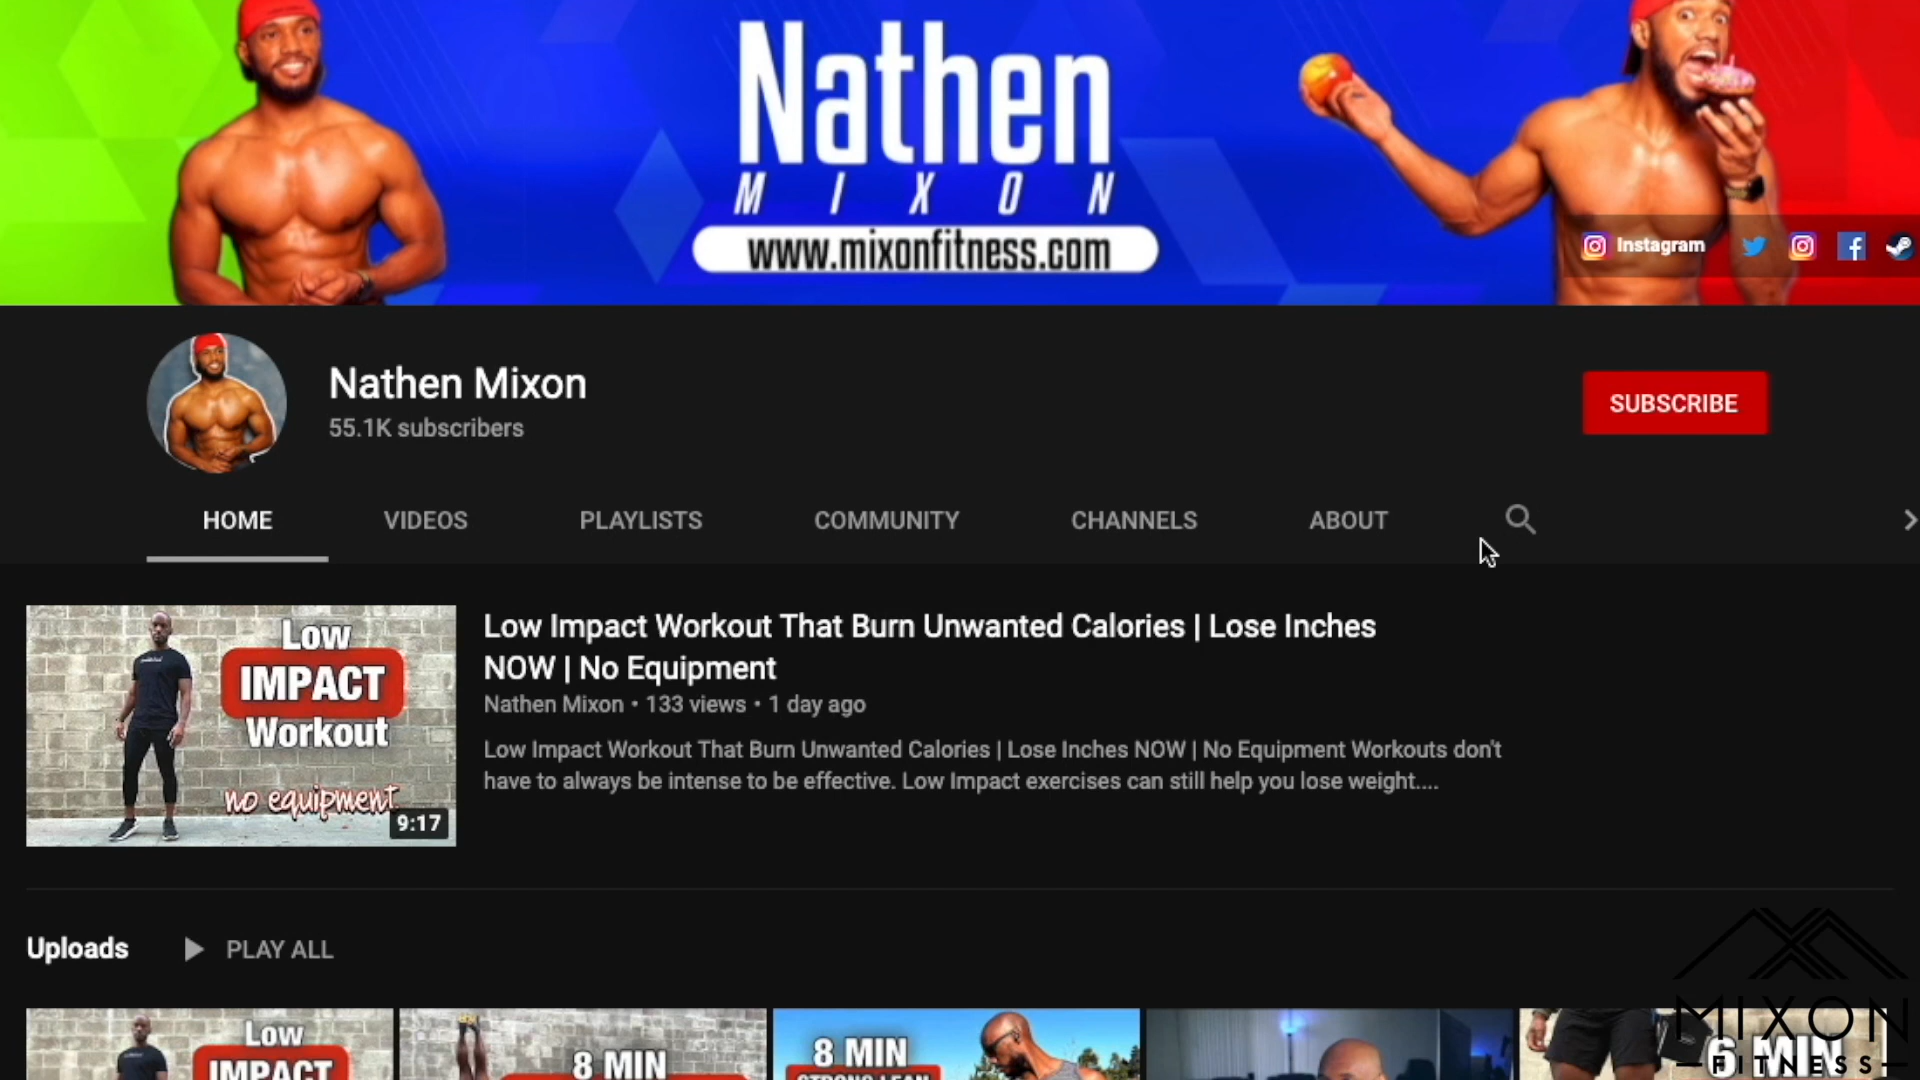 Nathen
MIXON
www.mixonfitness.com
Instagram
Nathen Mixon
55.1K subscribers
SUBSCRIBE
HOME
VIDEOS
PLAYLISTS
COMMUNITY
CHANNELS
ABOUT
Low
IMPACT
Workout
no equipment
9:17
Low Impact Workout That Burn Unwanted Calories | Lose Inches
NOW | No Equipment
Nathen Mixon • 133 views • 1 day ago
Low Impact Workout That Burn Unwanted Calories | Lose Inches NOW | No Equipment Workouts don't
have to always be intense to be effective. Low Impact exercises can still help you lose weight....
Uploads
PLAY ALL
Low
IMPACT
8 MIN
8 MIN
STRONG LEAN
6 MIN
MIXON
FITNESS